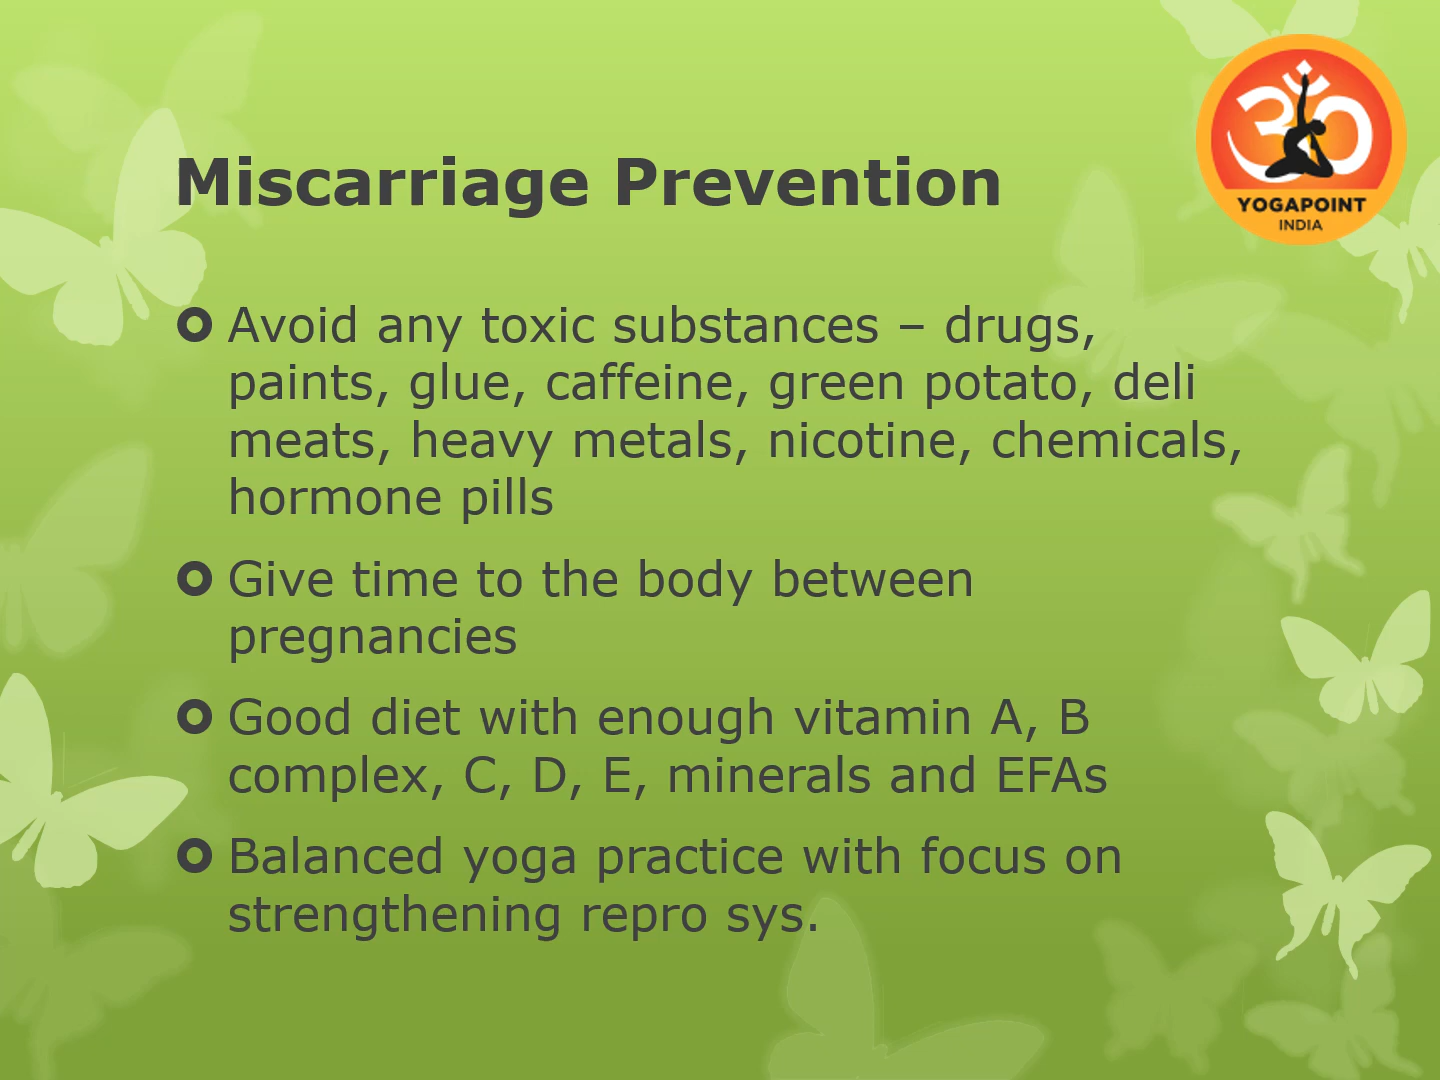 Miscarriage Prevention
YOGAPOINT
INDIA
Avoid any toxic substances – drugs,
paints, glue, caffeine, green potato, deli
meats, heavy metals, nicotine, chemicals,
hormone pills
Give time to the body between
pregnancies
Good diet with enough vitamin A, B
complex, C, D, E, minerals and EFAs
Balanced yoga practice with focus on
strengthening repro sys.